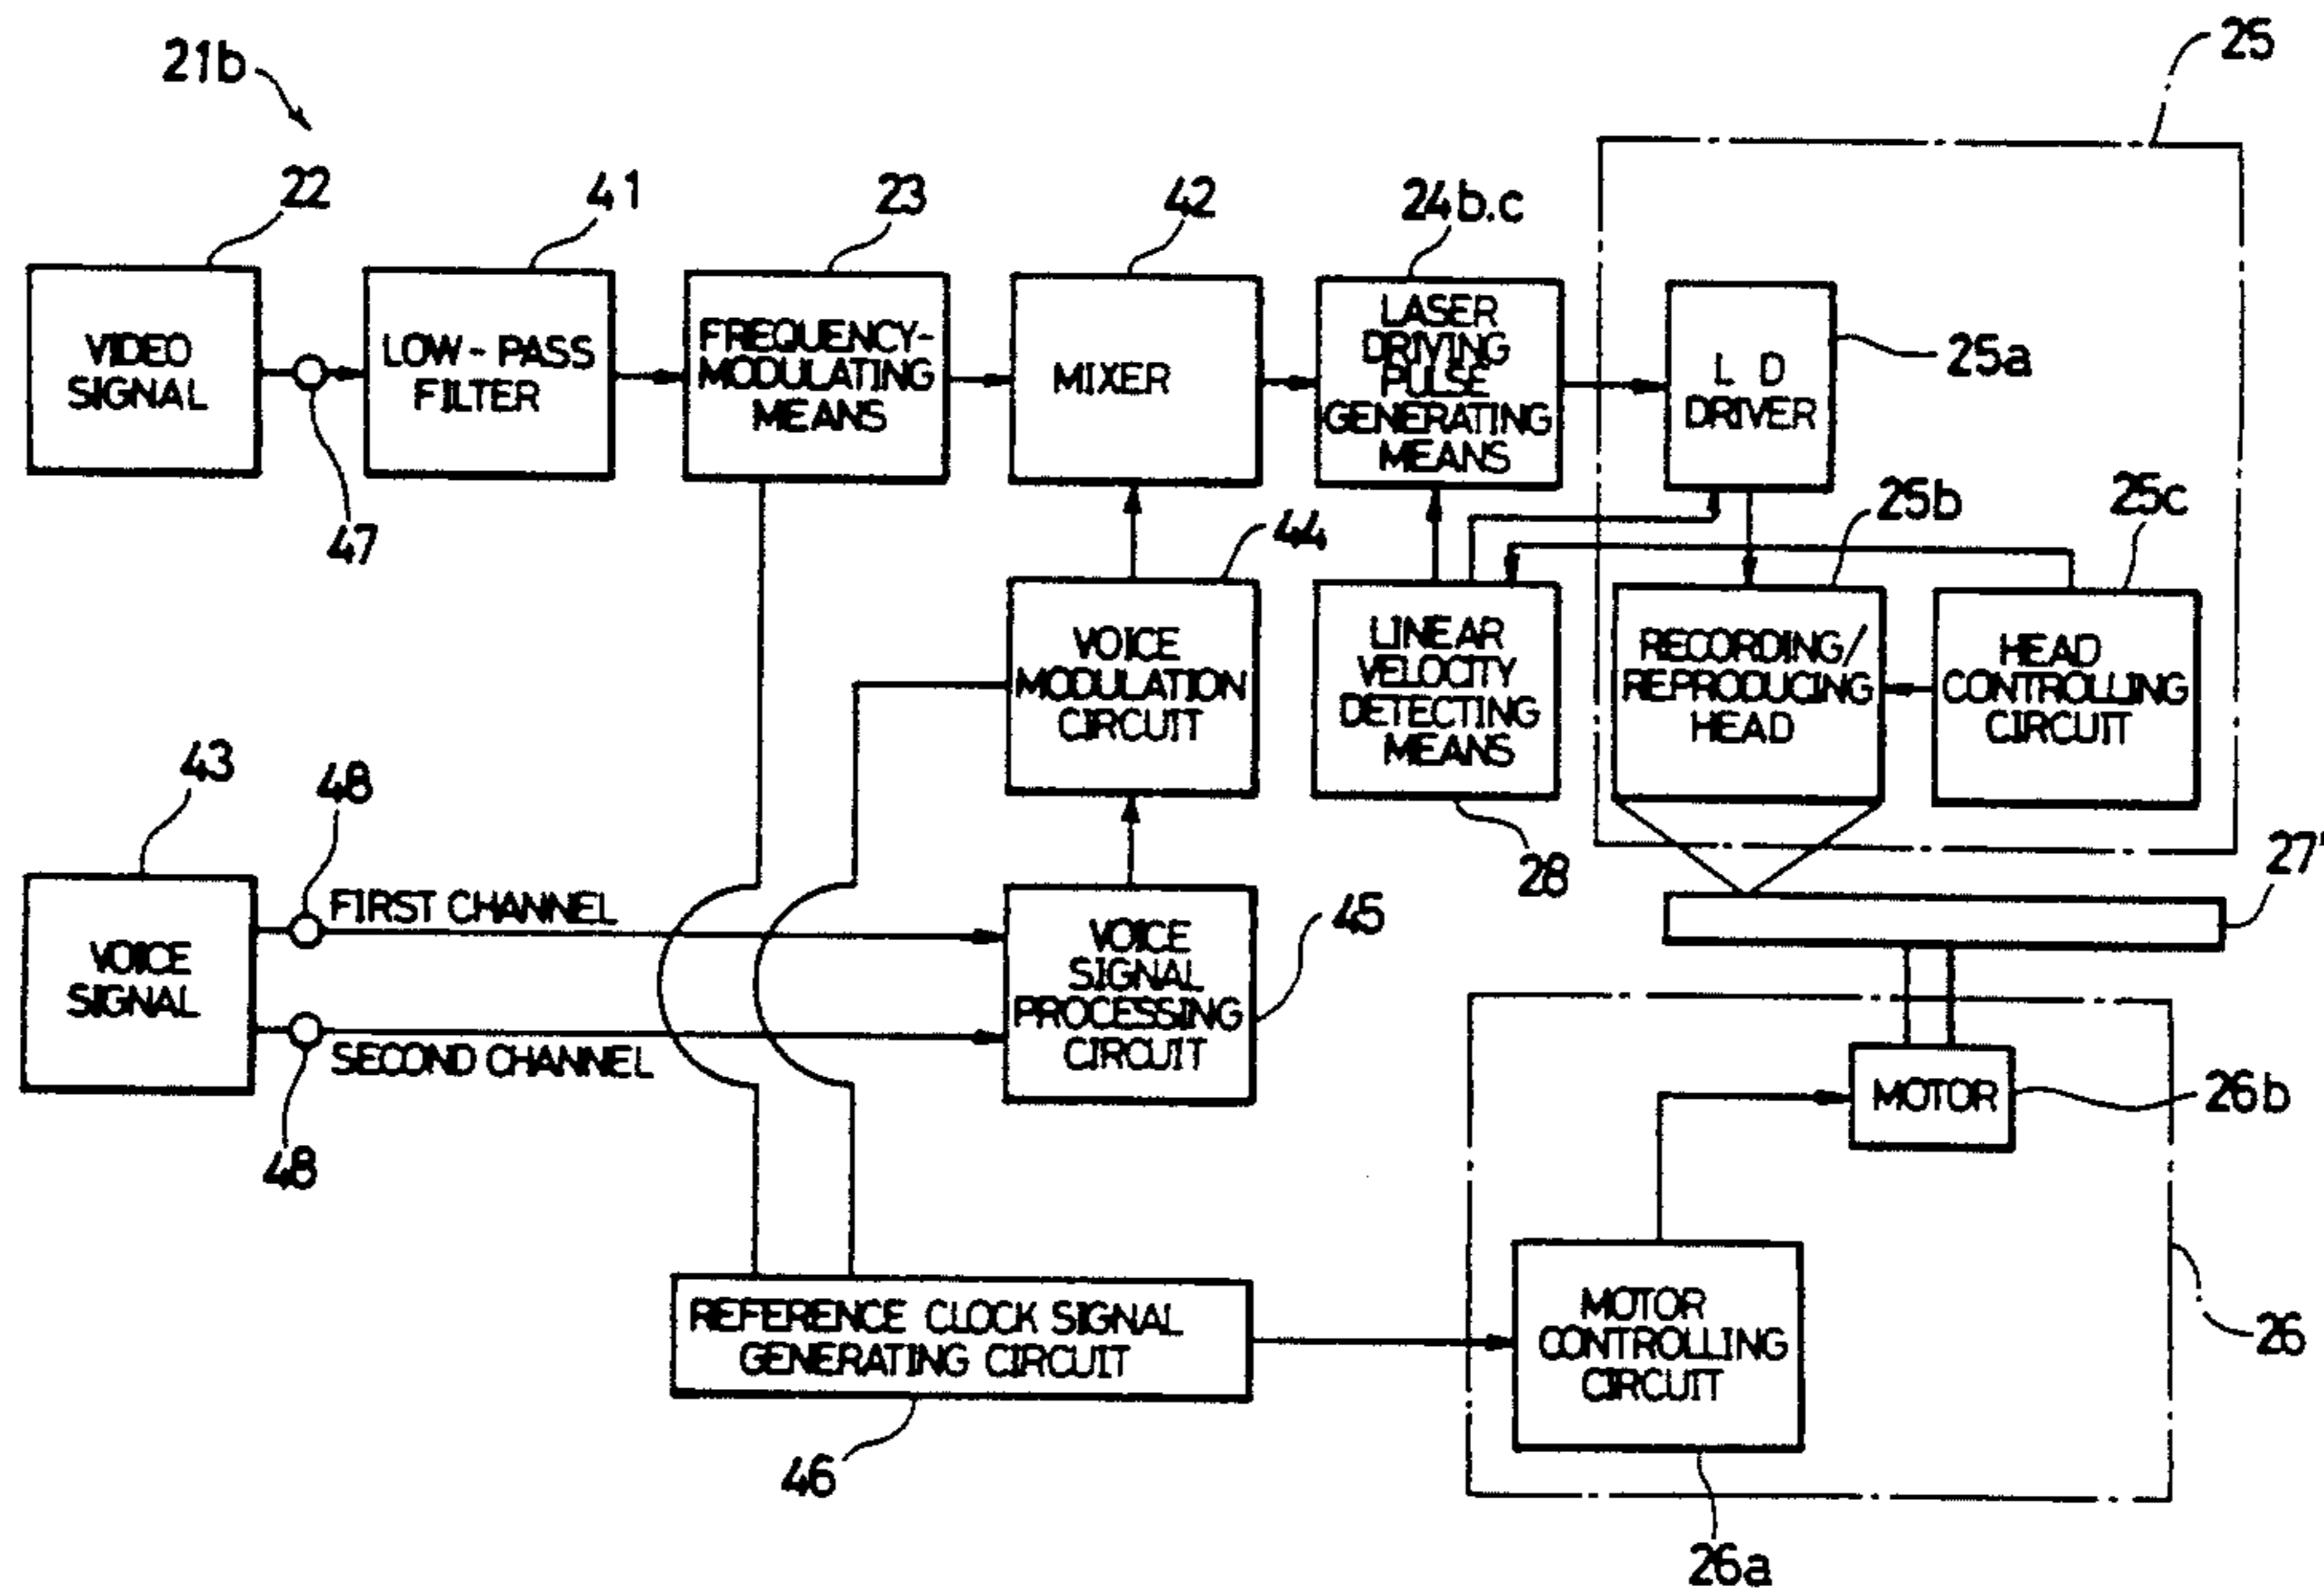 21b
25
22
41
23
42
24b.c
VIDEO
SIGNAL
LOW-PASS
FILTER
FREQUENCY-
MODULATING
MEANS
MIXER
LASER
DRIVING
PULSE
GENERATING
MEANS
L D
DRIVER
25a
47
44
25b
25c
VOICE
MODULATION
CIRCUIT
LINEAR
VELOCITY
DETECTING
MEANS
RECORDING/
REPRODUCING
HEAD
HEAD
CONTROLLING
CIRCUIT
43
48
28
27'
VOICE
SIGNAL
FIRST CHANNEL
SECOND CHANNEL
48
VOICE
SIGNAL
PROCESSING
CIRCUIT
45
MOTOR
26b
REFERENCE CLOCK SIGNAL
GENERATING CIRCUIT
46
MOTOR
CONTROLLING
CIRCUIT
26
26a